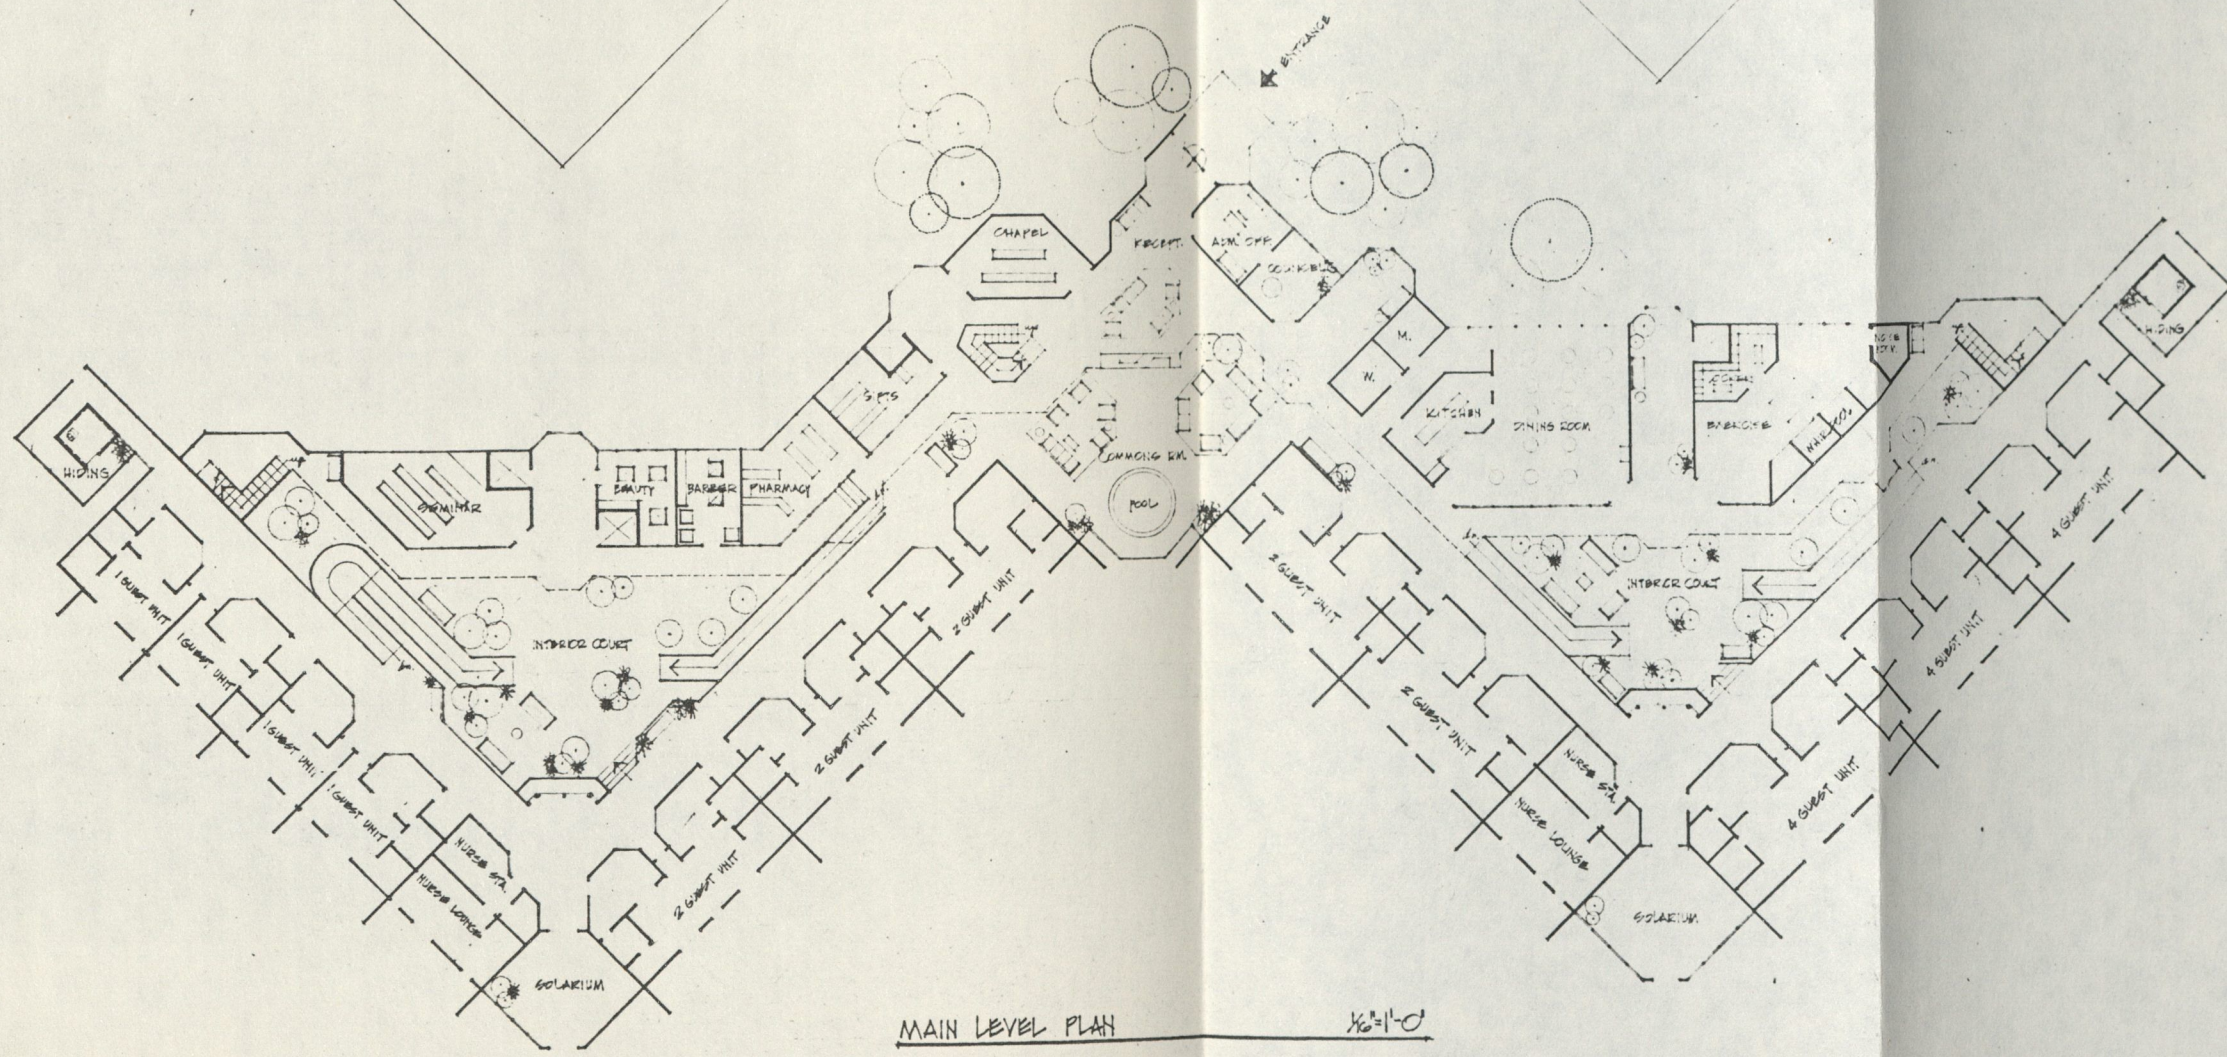 ENTRANCE
CHAPEL
RECEPT.
ADM. OFF.
M.
W.
KITCHEN
DINING ROOM
EXERCISE
HIDING
GIFTS
COMMONS RM.
POOL
HIDING
SEMINAR
BEAUTY
BARBER
PHARMACY
INTERIOR COURT
INTERIOR COURT
1 GUEST UNIT
1 GUEST UNIT
1 GUEST UNIT
1 GUEST UNIT
NURSE STA.
NURSE LOUNGE
SOLARIUM
2 GUEST UNIT
2 GUEST UNIT
2 GUEST UNIT
2 GUEST UNIT
2 GUEST UNIT
NURSE STA.
NURSE LOUNGE
SOLARIUM
4 GUEST UNIT
4 GUEST UNIT
4 GUEST UNIT
MAIN LEVEL PLAN
1/16"=1'-0"